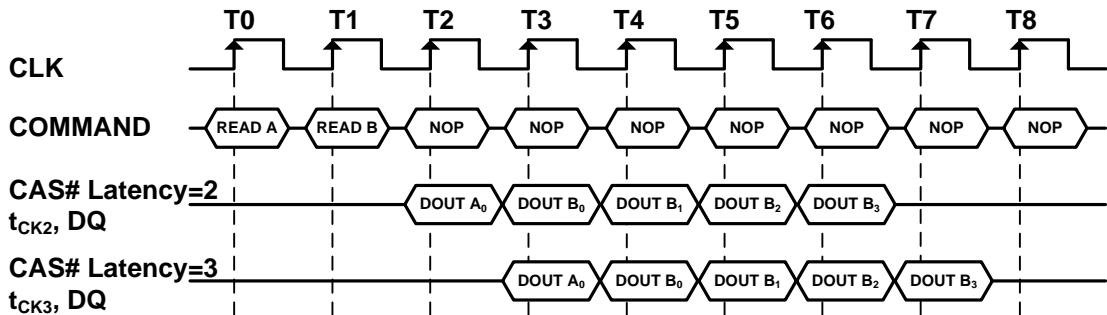 T0 T1 T2 T3 T4 T5 T6 T7 T8
CLK
COMMAND READ A READ B NOP NOP NOP NOP NOP NOP NOP
CAS# Latency=2
tCK2, DQ DOUT A0 DOUT B0 DOUT B1 DOUT B2 DOUT B3
CAS# Latency=3
tCK3, DQ DOUT A0 DOUT B0 DOUT B1 DOUT B2 DOUT B3